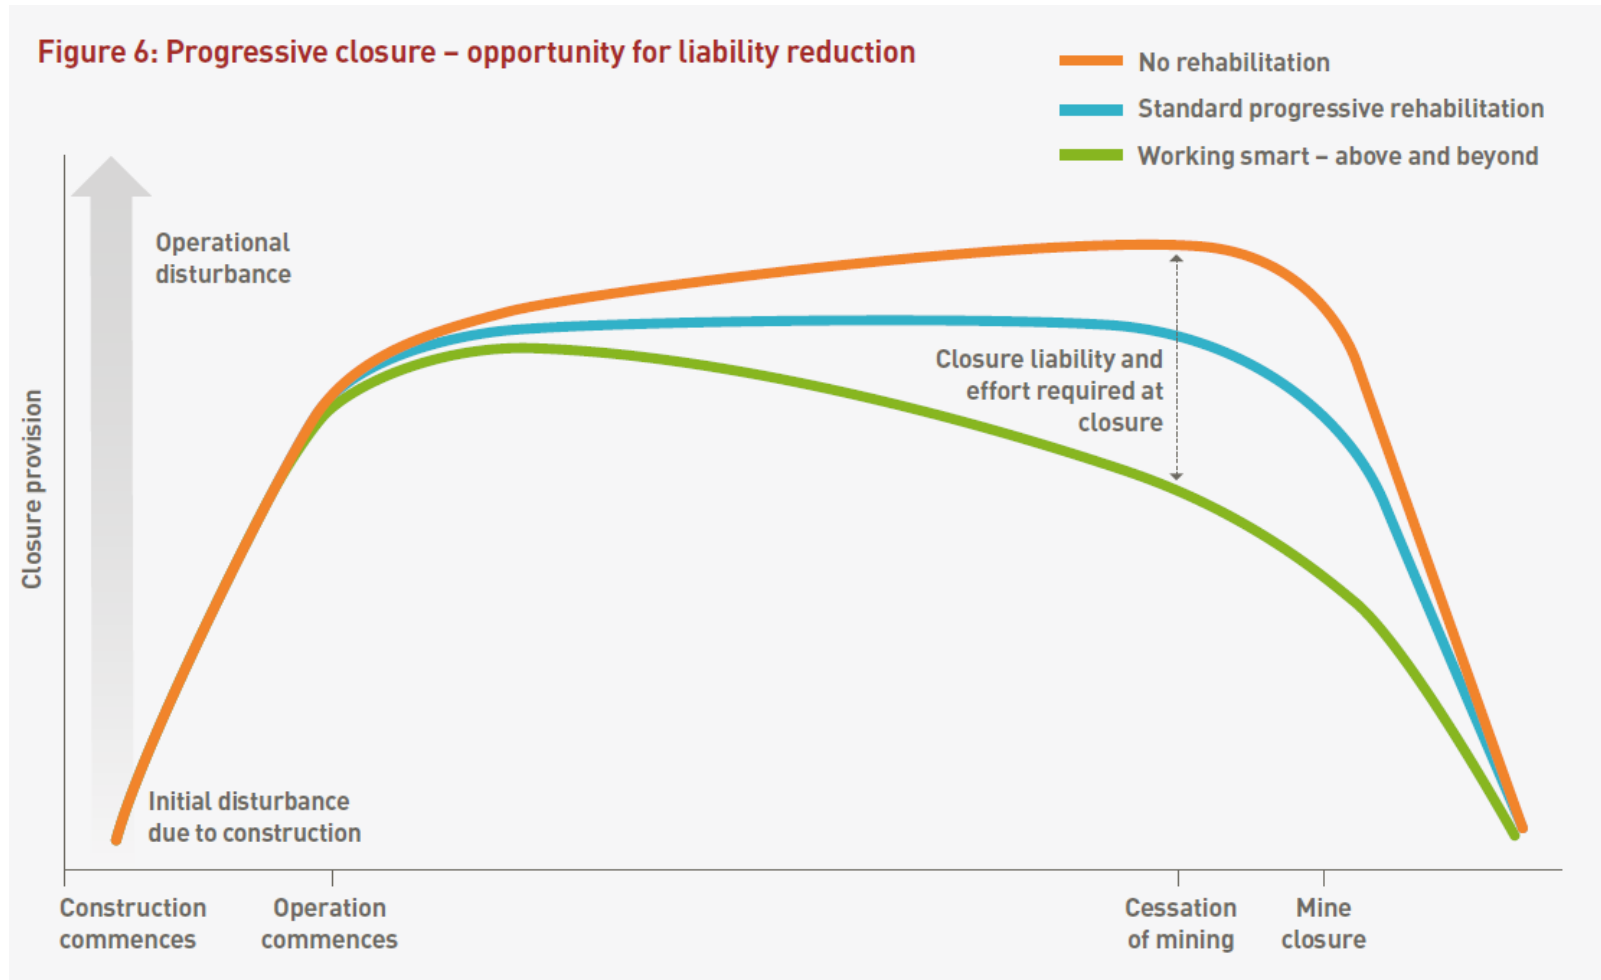 Figure 6: Progressive closure – opportunity for liability reduction
No rehabilitation
Standard progressive rehabilitation
Working smart – above and beyond
Operational
disturbance
Closure provision
Closure liability and
effort required at
closure
Initial disturbance
due to construction
Construction
commences
Operation
commences
Cessation
of mining
Mine
closure